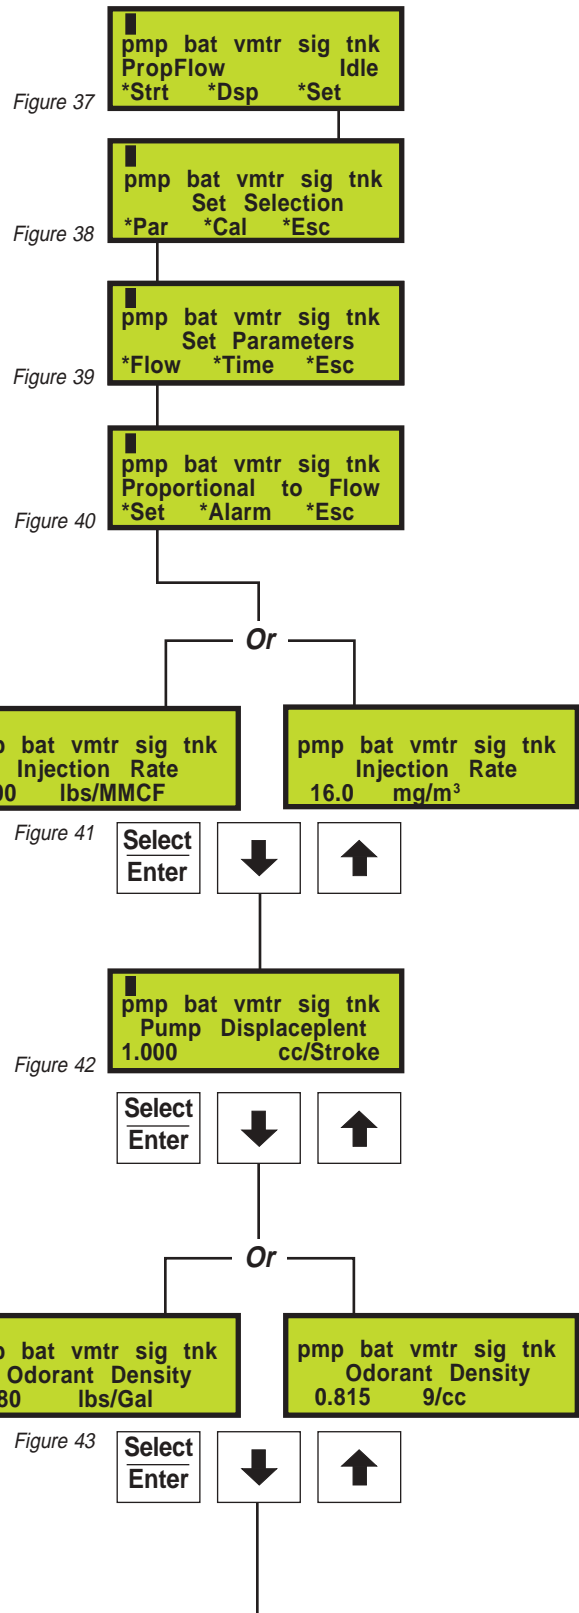 pmp bat vmtr sig tnk
PropFlow Idle
*Strt *Dsp *Set
Figure 37
pmp bat vmtr sig tnk
Set Selection
*Par *Cal *Esc
Figure 38
pmp bat vmtr sig tnk
Set Parameters
*Flow *Time *Esc
Figure 39
pmp bat vmtr sig tnk
Proportional to Flow
*Set *Alarm *Esc
Figure 40
Or
bat vmtr sig tnk
Injection Rate
lbs/MMCF
pmp bat vmtr sig tnk
Injection Rate
16.0 mg/m³
Figure 41
Select
Enter
pmp bat vmtr sig tnk
Pump Displaceplent
1.000 cc/Stroke
Figure 42
Select
Enter
Or
bat vmtr sig tnk
Odorant Density
80 lbs/Gal
pmp bat vmtr sig tnk
Odorant Density
0.815 9/cc
Figure 43
Select
Enter